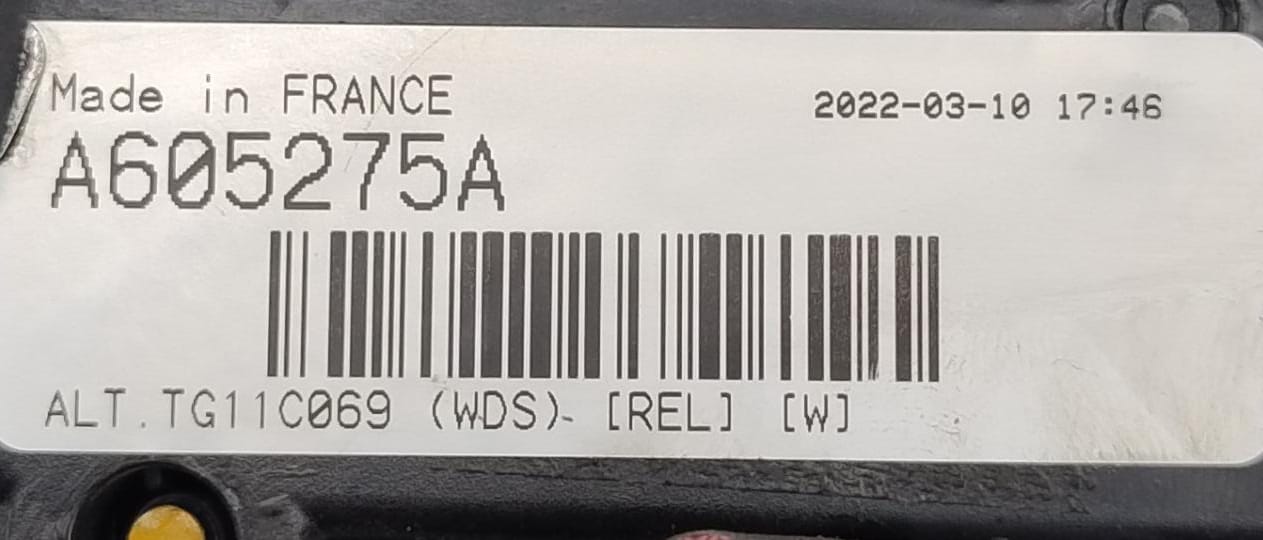 Made in FRANCE
2022-03-10 17:46
A605275A
ALT.TG11C069 (WDS)- [REL] [W]